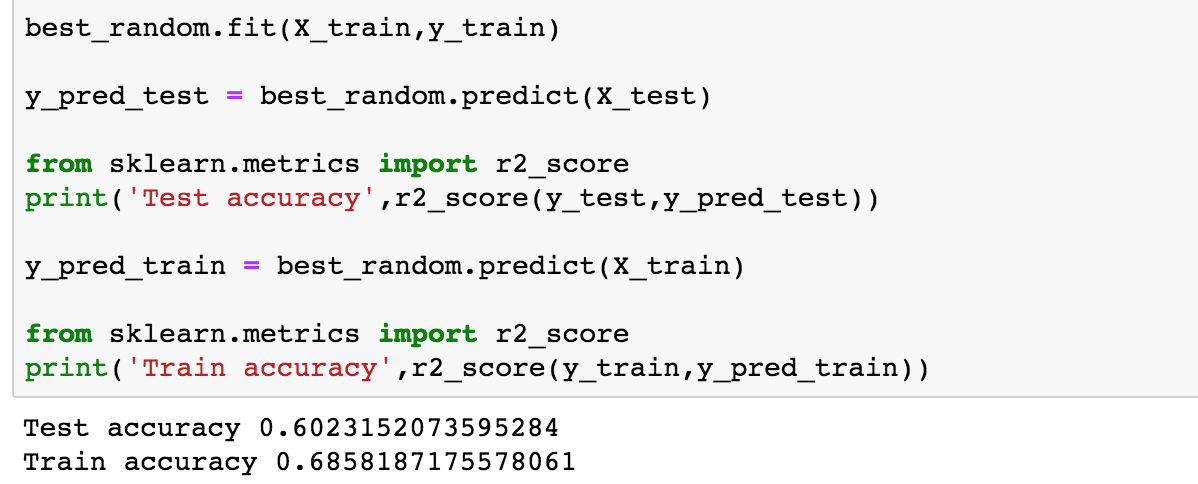 best_random.fit(X_train,y_train)
y_pred_test = best_random.predict(X_test)
from sklearn.metrics import r2_score
print('Test accuracy',r2_score(y_test,y_pred_test))
y_pred_train = best_random.predict(X_train)
from sklearn.metrics import r2_score
print('Train accuracy',r2_score(y_train,y_pred_train))
Test accuracy 0.6023152073595284
Train accuracy 0.6858187175578061